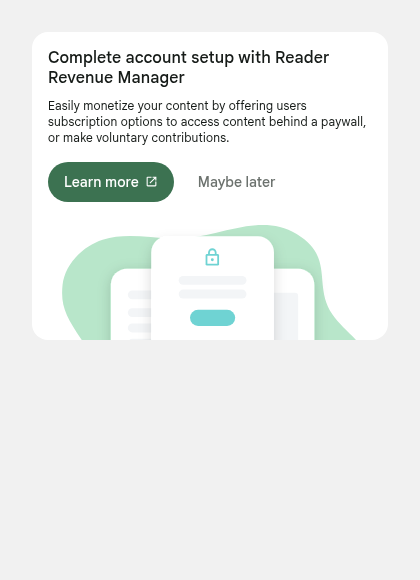 Complete account setup with Reader
Revenue Manager
Easily monetize your content by offering users
subscription options to access content behind a paywall,
or make voluntary contributions.
Learn more
Maybe later